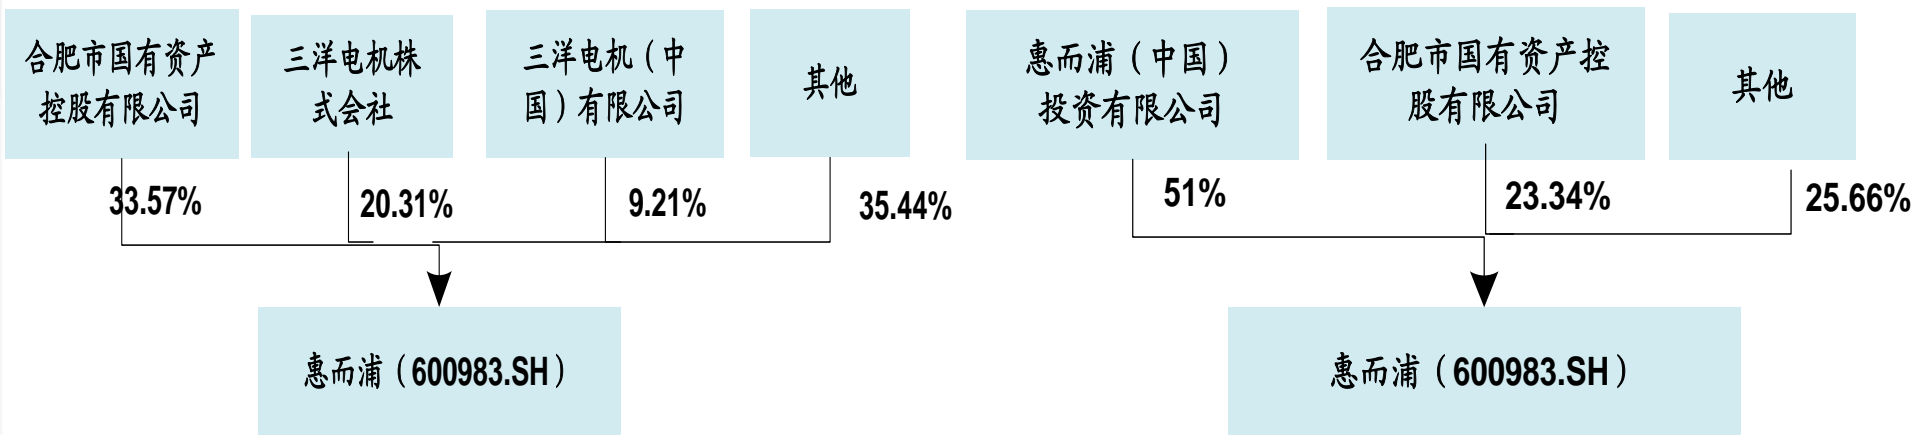 合肥市国有资产
控股有限公司
三洋电机株
式会社
三洋电机（中
国）有限公司
其他
33.57%
20.31%
9.21%
35.44%
惠而浦（600983.SH）
惠而浦（中国）
投资有限公司
合肥市国有资产控
股有限公司
其他
51%
23.34%
25.66%
惠而浦（600983.SH）